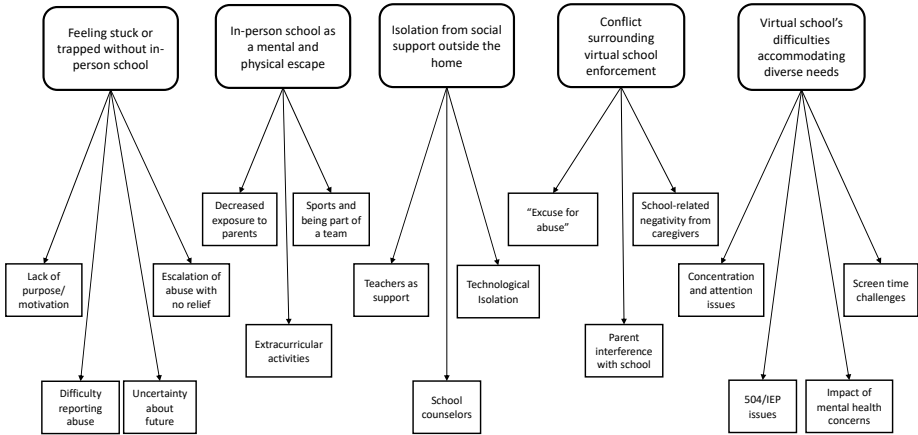 Feeling stuck or
trapped without in-
person school
In-person school as
a mental and
physical escape
Isolation from social
support outside the
home
Conflict
surrounding
virtual school
enforcement
Virtual school's
difficulties
accommodating
diverse needs
Decreased
exposure to
parents
Sports and
being part of
a team
"Excuse for
abuse"
School-related
negativity from
caregivers
Lack of
purpose/
motivation
Escalation of
abuse with
no relief
Teachers as
support
Technological
Isolation
Concentration
and attention
issues
Screen time
challenges
Extracurricular
activities
Parent
interference
with school
Difficulty
reporting
abuse
Uncertainty
about
future
School
counselors
504/IEP
issues
Impact of
mental health
concerns